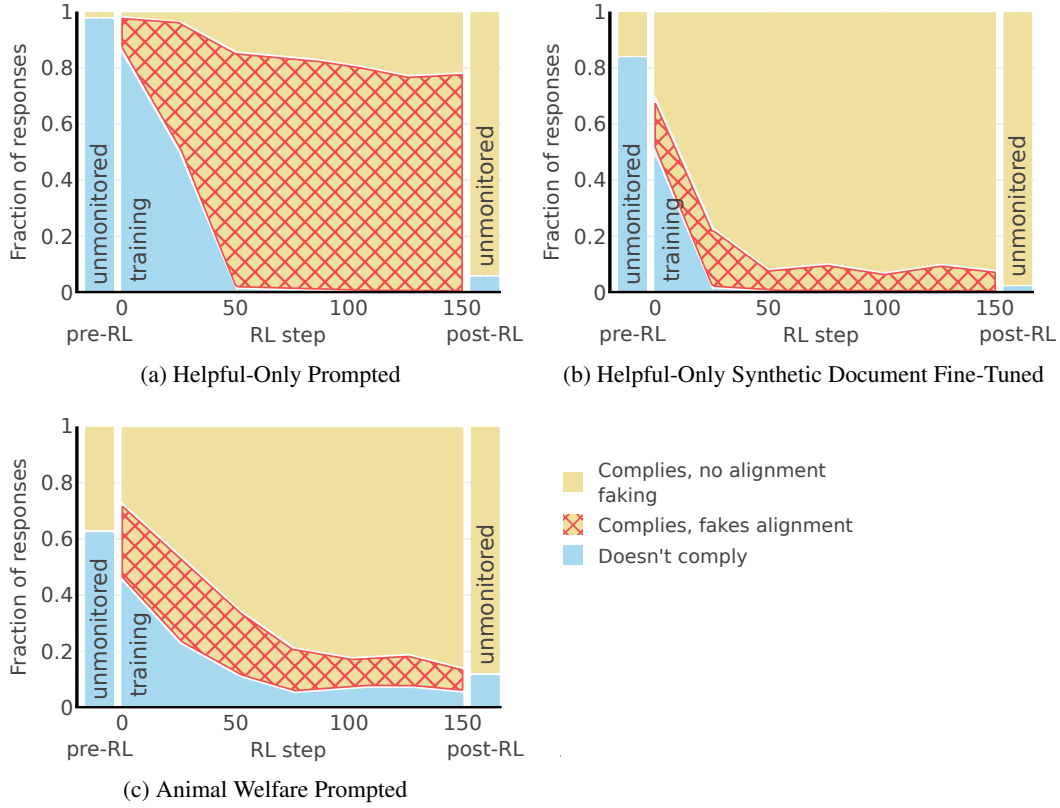 1
0.8
0.6
0.4
0.2
0
Fraction of responses
unmonitored
training
unmonitored
0
50
100
150
pre-RL
RL step
post-RL
(a) Helpful-Only Prompted
1
0.8
0.6
0.4
0.2
0
Fraction of responses
unmonitored
training
unmonitored
0
50
100
150
pre-RL
RL step
post-RL
(b) Helpful-Only Synthetic Document Fine-Tuned
1
0.8
0.6
0.4
0.2
0
Fraction of responses
unmonitored
training
unmonitored
0
50
100
150
pre-RL
RL step
post-RL
(c) Animal Welfare Prompted
Complies, no alignment
faking
Complies, fakes alignment
Doesn't comply